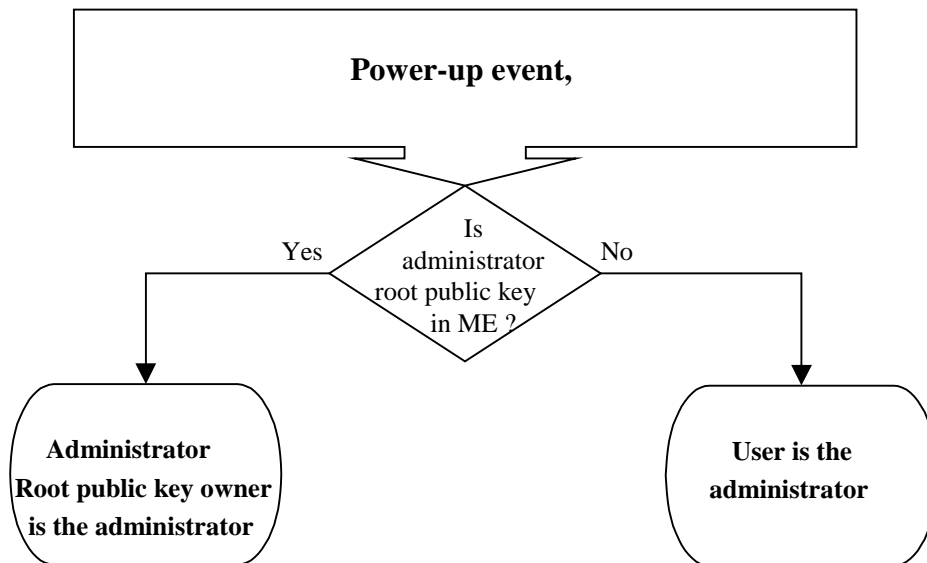 Power-up event,
Is
administrator
root public key
in ME ?
Yes
No
Administrator
Root public key owner
is the administrator
User is the
administrator